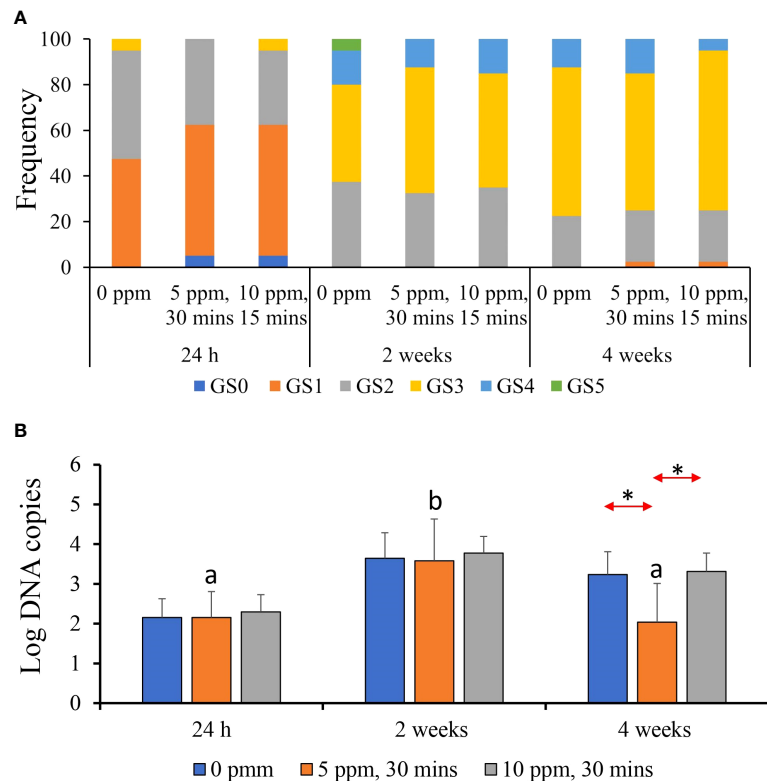 A
100
80
60
40
20
0
Frequency
0 ppm 5 ppm, 10 ppm, 0 ppm 5 ppm, 10 ppm, 0 ppm 5 ppm, 10 ppm,
30 mins 15 mins 30 mins 15 mins 30 mins 15 mins
24 h 2 weeks 4 weeks
GS0 GS1 GS2 GS3 GS4 GS5
B
6
5
4
3
2
1
0
Log DNA copies
a b * * a
24 h 2 weeks 4 weeks
0 pmm 5 ppm, 30 mins 10 ppm, 30 mins